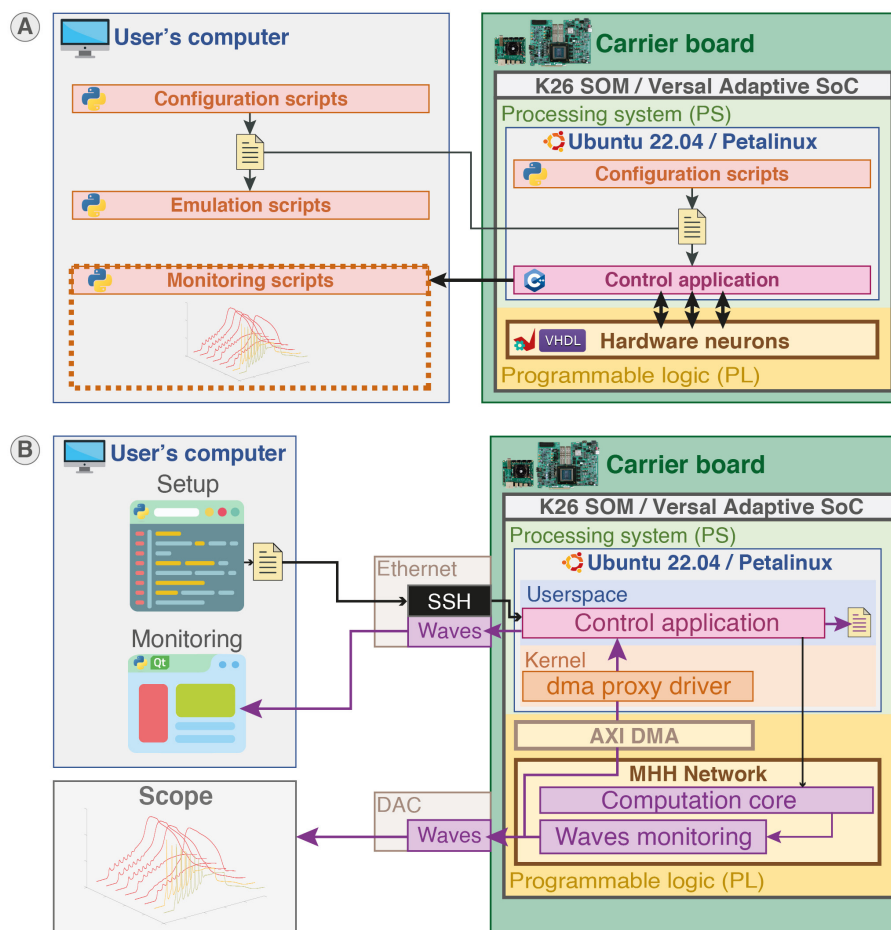 A
User's computer
Configuration scripts
Emulation scripts
Monitoring scripts
Carrier board
K26 SOM / Versal Adaptive SoC
Processing system (PS)
Ubuntu 22.04 / Petalinux
Configuration scripts
Control application
VHDL
Hardware neurons
Programmable logic (PL)
B
User's computer
Setup
Monitoring
Qt
Scope
Ethernet
SSH
Waves
DAC
Waves
Carrier board
K26 SOM / Versal Adaptive SoC
Processing system (PS)
Ubuntu 22.04 / Petalinux
Userspace
Control application
Kernel
dma proxy driver
AXI DMA
MHH Network
Computation core
Waves monitoring
Programmable logic (PL)